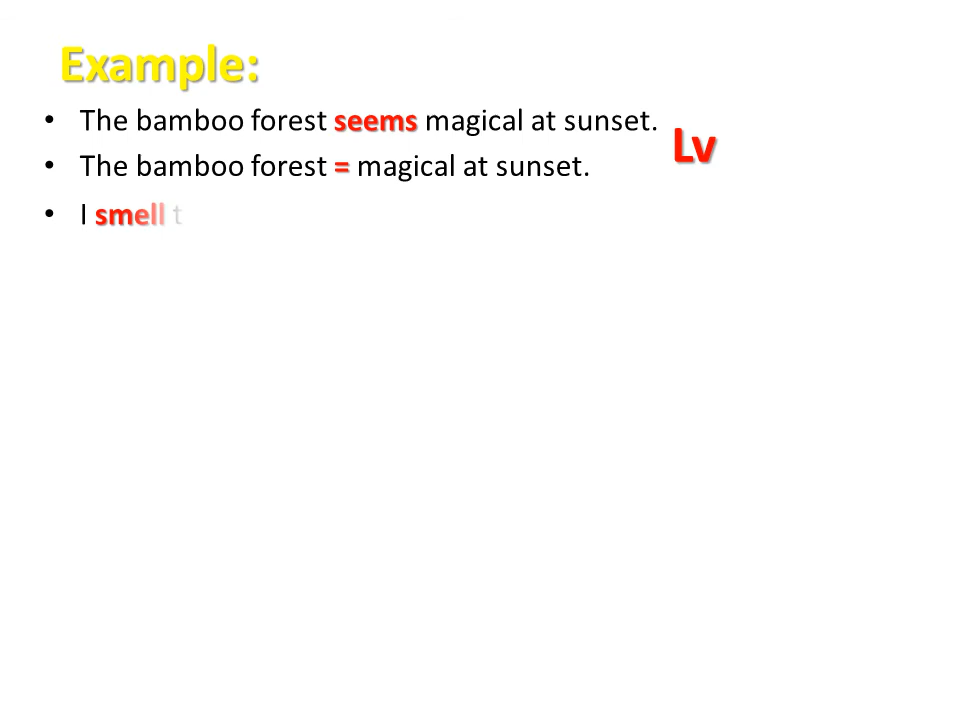 Example:
• The bamboo forest seems magical at sunset.
Lv
• The bamboo forest = magical at sunset.
• I smell t